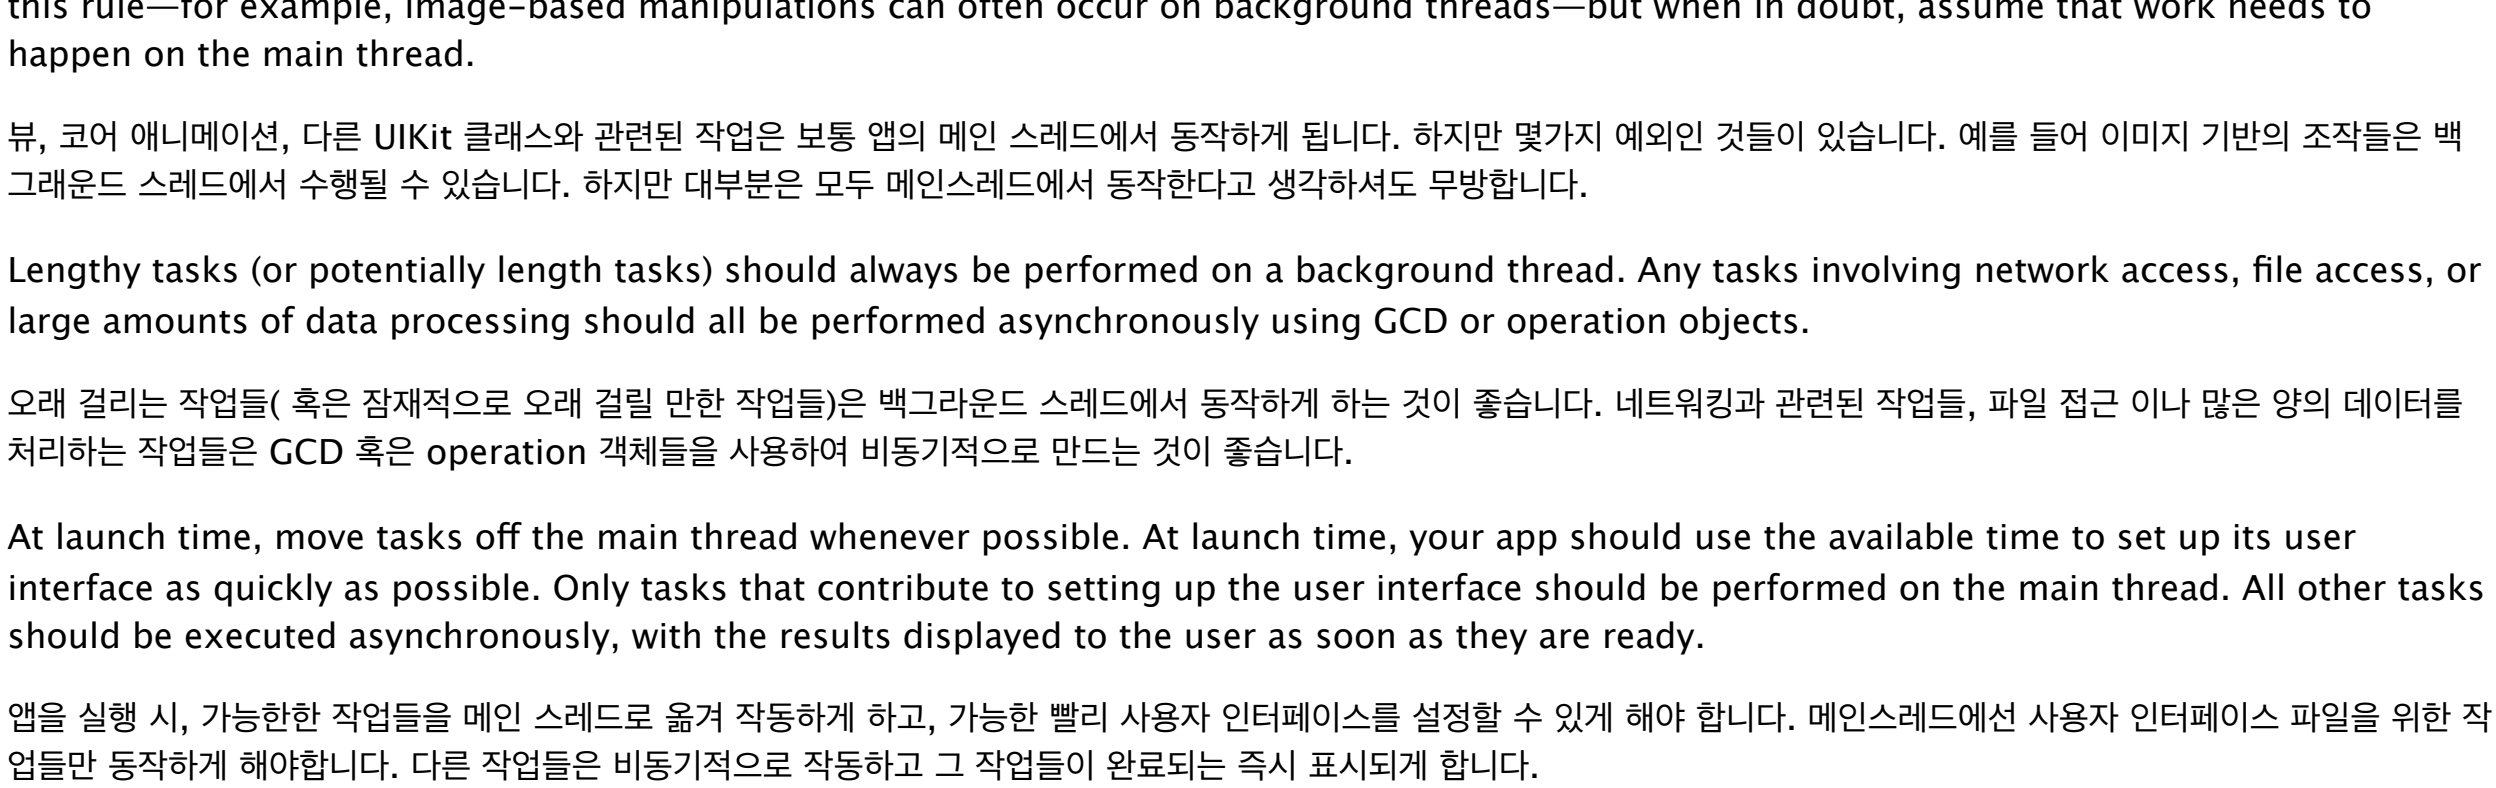 this rule—for example, image-based manipulations can often occur on background threads—but when in doubt, assume that work needs to
happen on the main thread.
뷰, 코어 애니메이션, 다른 UIKit 클래스와 관련된 작업은 보통 앱의 메인 스레드에서 동작하게 됩니다. 하지만 몇가지 예외인 것들이 있습니다. 예를 들어 이미지 기반의 조작들은 백
그래운드 스레드에서 수행될 수 있습니다. 하지만 대부분은 모두 메인스레드에서 동작한다고 생각하셔도 무방합니다.
Lengthy tasks (or potentially length tasks) should always be performed on a background thread. Any tasks involving network access, file access, or
large amounts of data processing should all be performed asynchronously using GCD or operation objects.
오래 걸리는 작업들( 혹은 잠재적으로 오래 걸릴 만한 작업들)은 백그라운드 스레드에서 동작하게 하는 것이 좋습니다. 네트워킹과 관련된 작업들, 파일 접근 이나 많은 양의 데이터를
처리하는 작업들은 GCD 혹은 operation 객체들을 사용하여 비동기적으로 만드는 것이 좋습니다.
At launch time, move tasks off the main thread whenever possible. At launch time, your app should use the available time to set up its user
interface as quickly as possible. Only tasks that contribute to setting up the user interface should be performed on the main thread. All other tasks
should be executed asynchronously, with the results displayed to the user as soon as they are ready.
앱을 실행 시, 가능한한 작업들을 메인 스레드로 옮겨 작동하게 하고, 가능한 빨리 사용자 인터페이스를 설정할 수 있게 해야 합니다. 메인스레드에선 사용자 인터페이스 파일을 위한 작
업들만 동작하게 해야합니다. 다른 작업들은 비동기적으로 작동하고 그 작업들이 완료되는 즉시 표시되게 합니다.